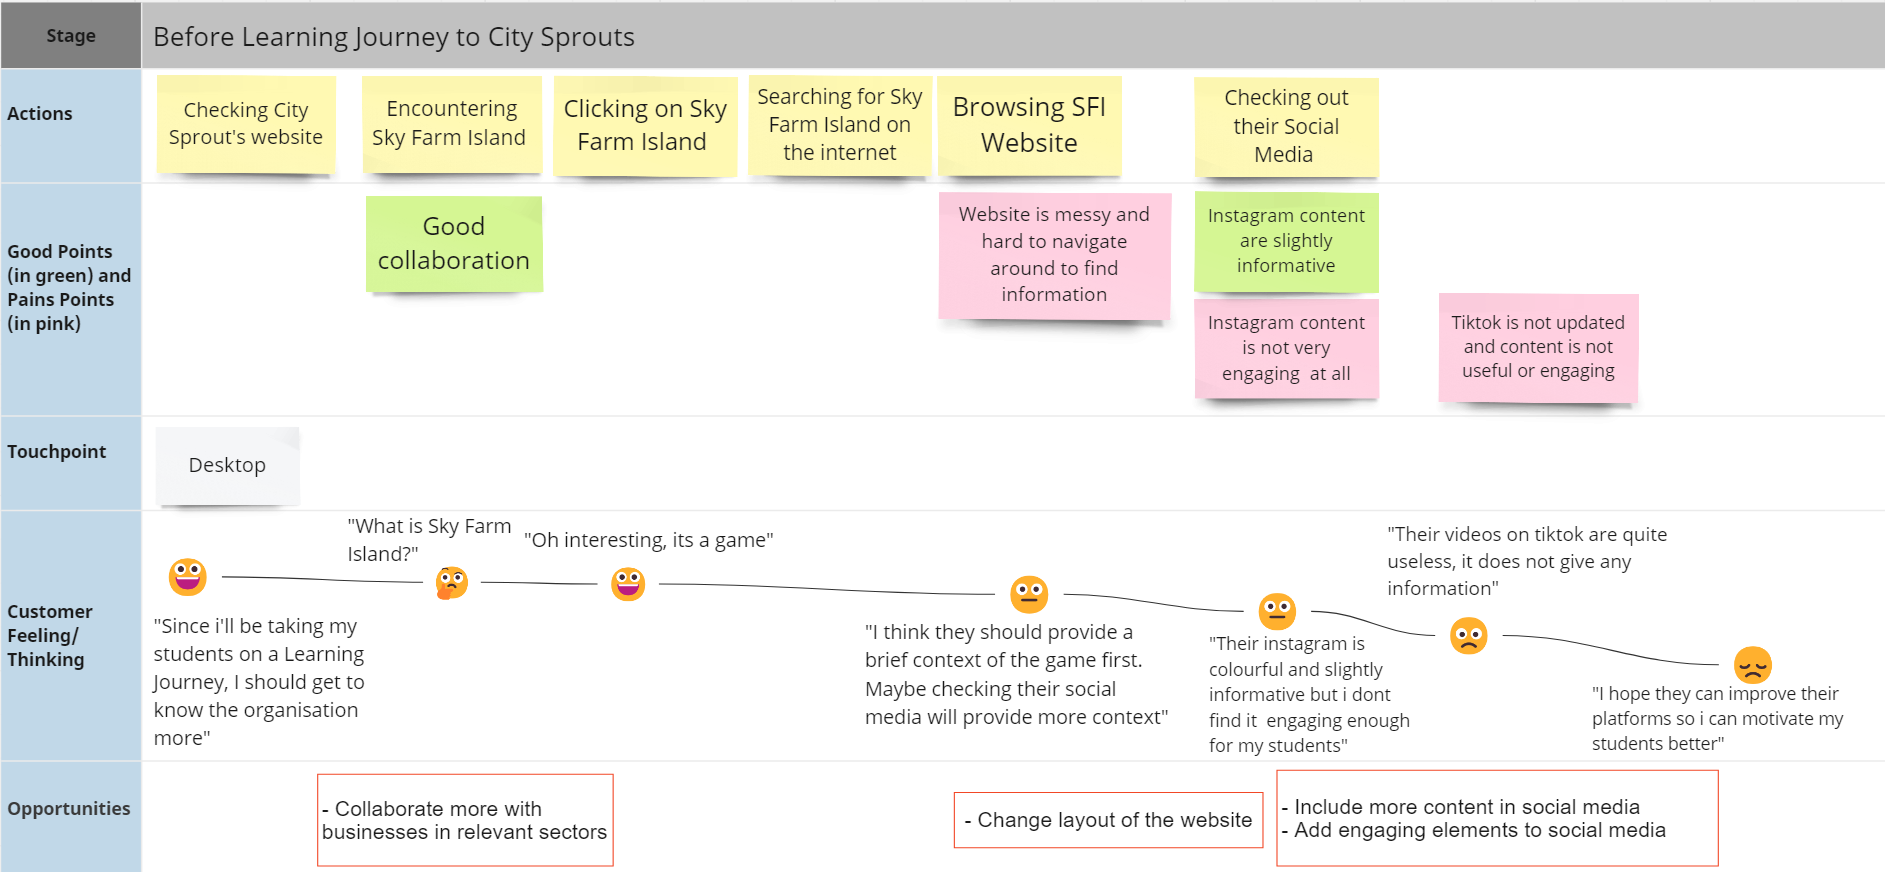 Stage
Before Learning Journey to City Sprouts
Actions
Checking City
Sprout's website
Encountering
Sky Farm Island
Clicking on Sky
Farm Island
Searching for Sky
Farm Island on
the internet
Browsing SFI
Website
Checking out
their Social
Media
Good Points
(in green) and
Pains Points
(in pink)
Good
collaboration
Website is messy and
hard to navigate
around to find
information
Instagram content
are slightly
informative
Instagram content
is not very
engaging at all
Tiktok is not updated
and content is not
useful or engaging
Touchpoint
Desktop
Customer
Feeling/
Thinking
"Since i'll be taking my
students on a Learning
Journey, I should get to
know the organisation
more"
"What is Sky Farm
Island?"
"Oh interesting, its a game"
"I think they should provide a
brief context of the game first.
Maybe checking their social
media will provide more context"
"Their instagram is
colourful and slightly
informative but i dont
find it engaging enough
for my students"
"Their videos on tiktok are quite
useless, it does not give any
information"
"I hope they can improve their
platforms so i can motivate my
students better"
Opportunities
- Collaborate more with
businesses in relevant sectors
- Change layout of the website
- Include more content in social media
- Add engaging elements to social media